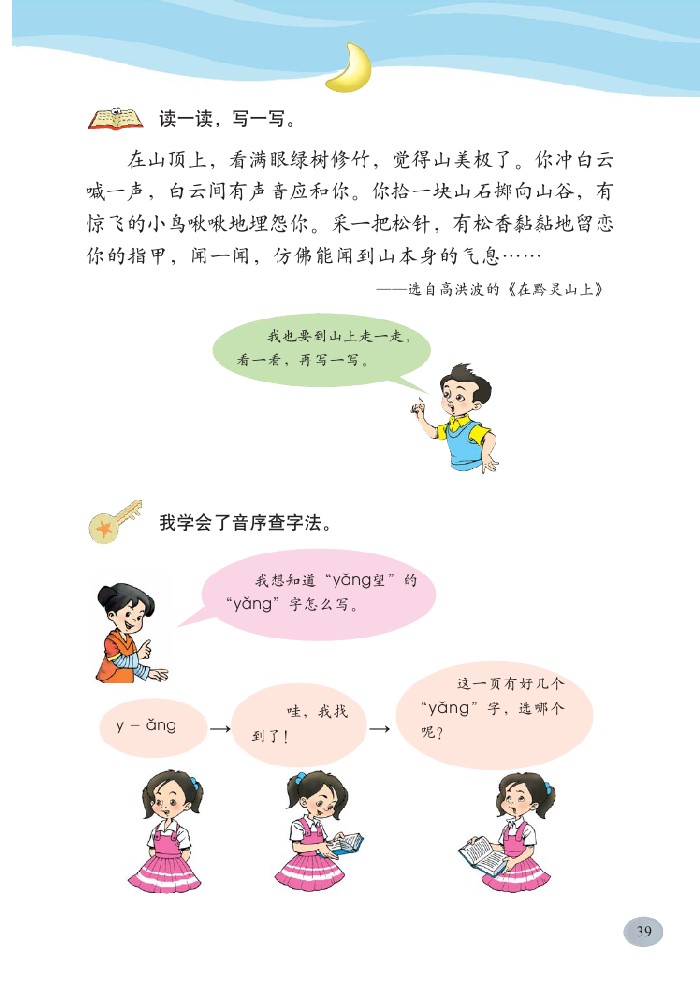 读一读，写一写。
在山顶上，看满眼绿树修竹，觉得山美极了。你冲白云
喊一声，白云间有声音应和你。你拾一块山石掷向山谷，有
惊飞的小鸟啾啾地埋怨你。采一把松针，有松香黏黏地留恋
你的指甲，闻一闻，仿佛能闻到山本身的气息……
——选自高洪波的《在黔灵山上》
我也要到山上走一走，
看一看，再写一写。
我学会了音序查字法。
我想知道“yǎng望”的
“yǎng”字怎么写。
y – ǎng
→
哇，我找
到了！
→
这一页有好几个
“yǎng”字，选哪个
呢？
39